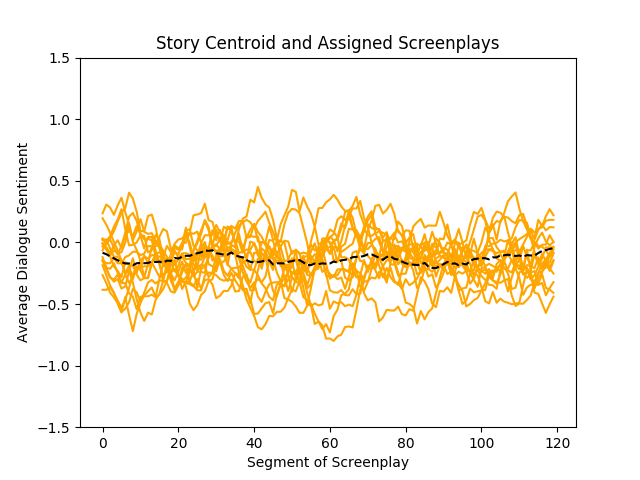 Story Centroid and Assigned Screenplays
1.5
1.0
0.5
0.0
−0.5
−1.0
−1.5
Average Dialogue Sentiment
0 20 40 60 80 100 120
Segment of Screenplay